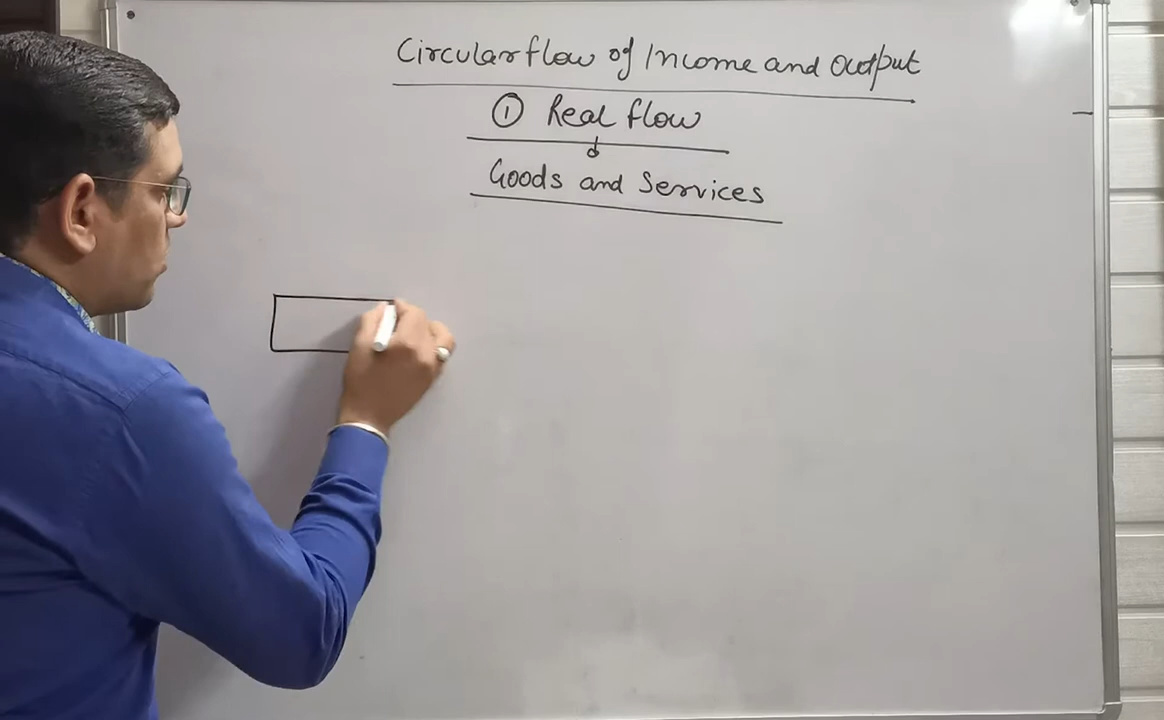 Circular flow of Income and Output
① Real flow
Goods and Services